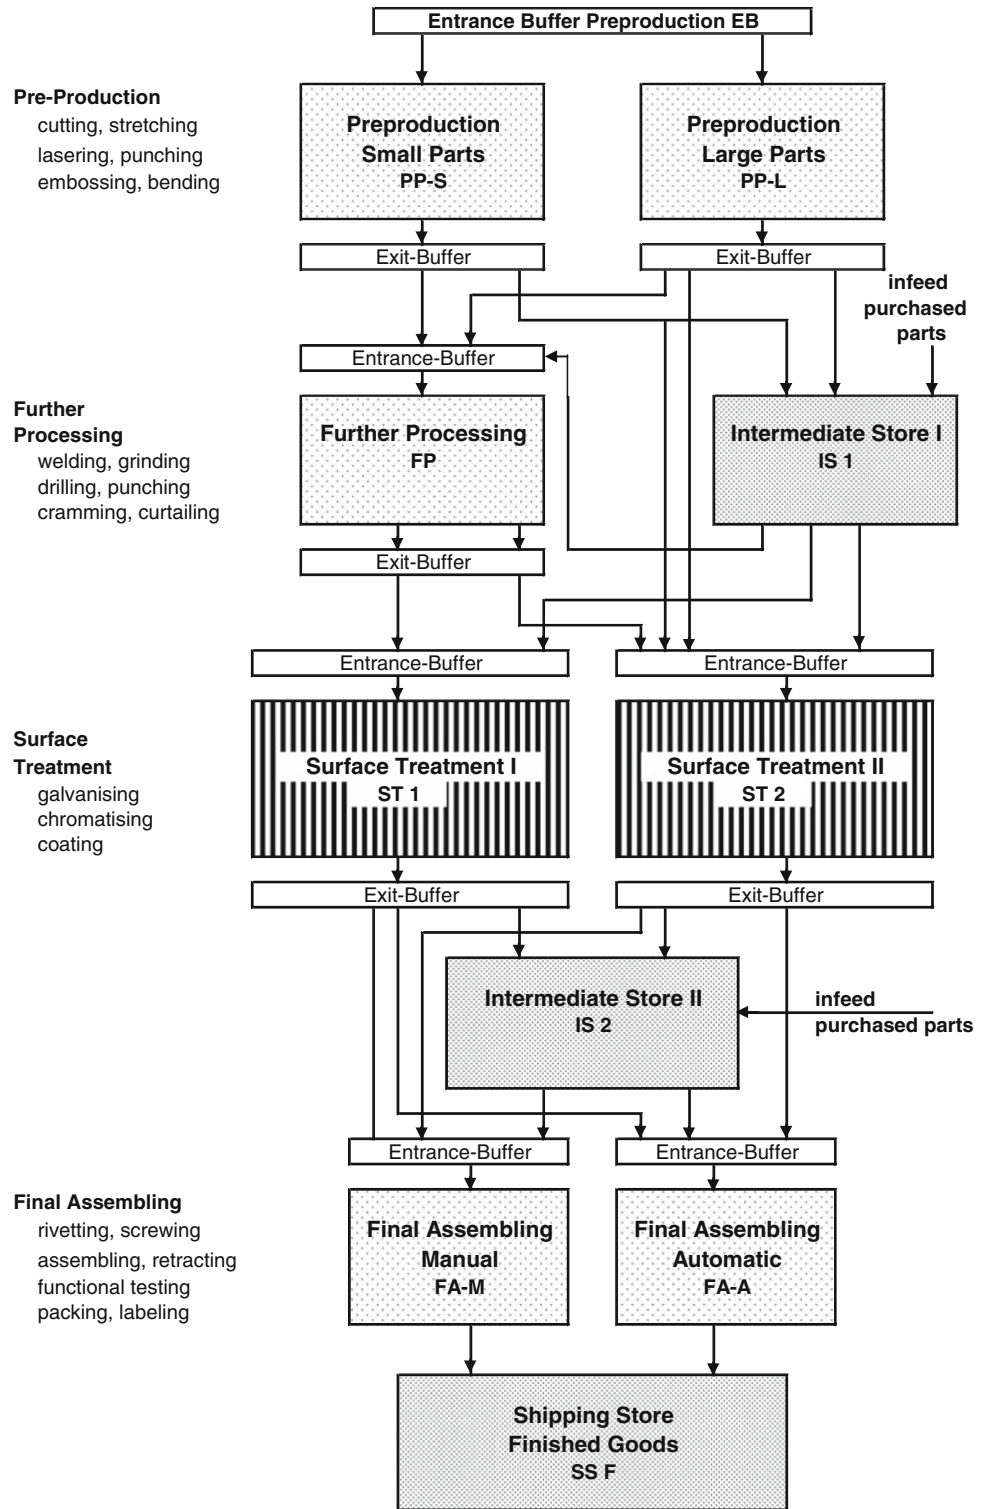 Entrance Buffer Preproduction EB
Pre-Production
cutting, stretching
lasering, punching
embossing, bending
Preproduction
Small Parts
PP-S
Preproduction
Large Parts
PP-L
Exit-Buffer
Exit-Buffer
infeed
purchased
parts
Entrance-Buffer
Further
Processing
welding, grinding
drilling, punching
cramming, curtailing
Further Processing
FP
Intermediate Store I
IS 1
Exit-Buffer
Entrance-Buffer
Entrance-Buffer
Surface
Treatment
galvanising
chromatising
coating
Surface Treatment I
ST 1
Surface Treatment II
ST 2
Exit-Buffer
Exit-Buffer
Intermediate Store II
IS 2
infeed
purchased parts
Entrance-Buffer
Entrance-Buffer
Final Assembling
rivetting, screwing
assembling, retracting
functional testing
packing, labeling
Final Assembling
Manual
FA-M
Final Assembling
Automatic
FA-A
Shipping Store
Finished Goods
SS F